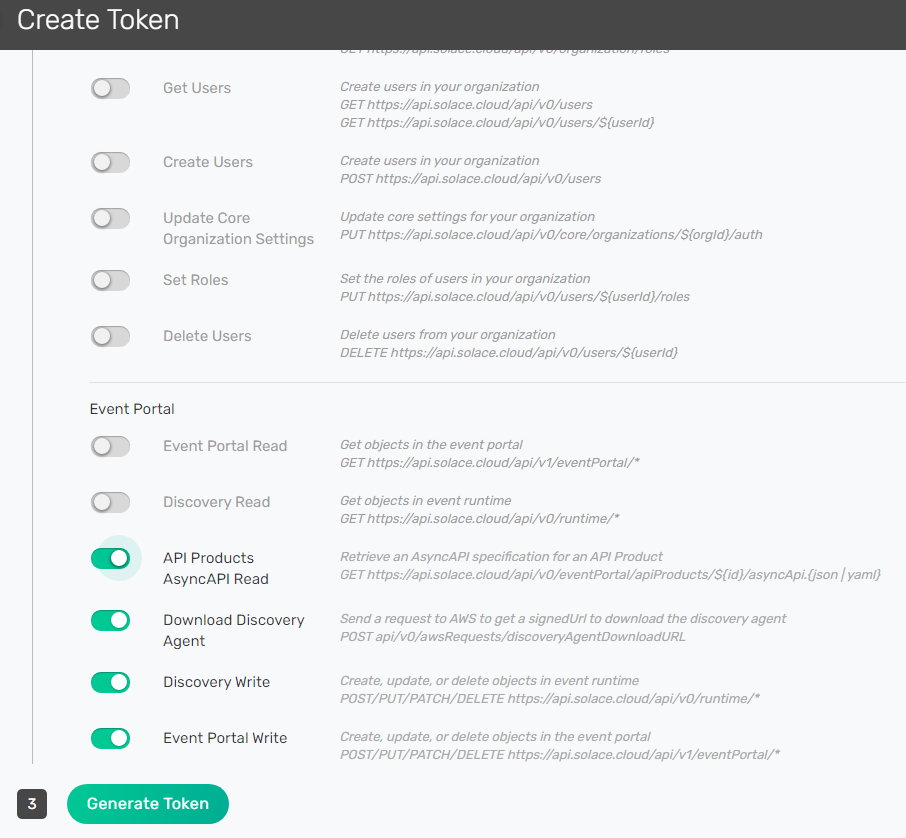 Create Token
GET https://api.solace.cloud/api/v0/organization/roles
Get Users
Create users in your organization
GET https://api.solace.cloud/api/v0/users
GET https://api.solace.cloud/api/v0/users/${userId}
Create Users
Create users in your organization
POST https://api.solace.cloud/api/v0/users
Update Core
Organization Settings
Update core settings for your organization
PUT https://api.solace.cloud/api/v0/core/organizations/${orgId}/auth
Set Roles
Set the roles of users in your organization
PUT https://api.solace.cloud/api/v0/users/${userId}/roles
Delete Users
Delete users from your organization
DELETE https://api.solace.cloud/api/v0/users/${userId}
Event Portal
Event Portal Read
Get objects in the event portal
GET https://api.solace.cloud/api/v1/eventPortal/*
Discovery Read
Get objects in event runtime
GET https://api.solace.cloud/api/v0/runtime/*
API Products
AsyncAPI Read
Retrieve an AsyncAPI specification for an API Product
GET https://api.solace.cloud/api/v0/eventPortal/apiProducts/${id}/asyncApi.{json | yaml}
Download Discovery
Agent
Send a request to AWS to get a signedUrl to download the discovery agent
POST api/v0/awsRequests/discoveryAgentDownloadURL
Discovery Write
Create, update, or delete objects in event runtime
POST/PUT/PATCH/DELETE https://api.solace.cloud/api/v0/runtime/*
Event Portal Write
Create, update, or delete objects in the event portal
POST/PUT/PATCH/DELETE https://api.solace.cloud/api/v1/eventPortal/*
3
Generate Token